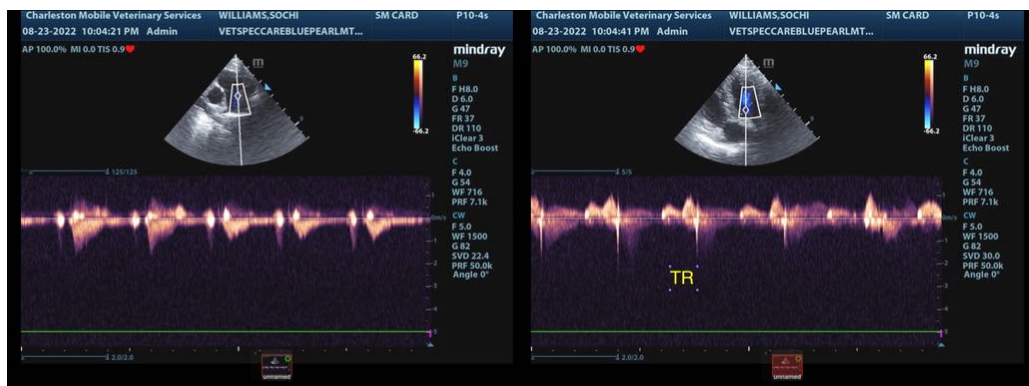 Charleston Mobile Veterinary Services WILLIAMS,SOCHI SM CARD P10-4s
08-23-2022 10:04:21 PM Admin VETSPECCAREBLUEPEARLMT...
AP 100.0% MI 0.0 TIS 0.9
mindray
M9
m
66.2
-66.2
B
F H8.0
D 6.0
G 47
FR 37
DR 110
iClear 3
Echo Boost
C
F 4.0
G 54
WF 716
PRF 7.1k
CW
F 5.0
WF 1500
G 82
SVD 22.4
PRF 50.0k
Angle 0°
5
125/125
1
0m/s
-1
-2
-3
-4
-5
2.0/2.0
unnamed
Charleston Mobile Veterinary Services WILLIAMS,SOCHI SM CARD P10-4s
08-23-2022 10:04:41 PM Admin VETSPECCAREBLUEPEARLMT...
AP 100.0% MI 0.0 TIS 0.9
mindray
M9
m
66.2
-66.2
B
F H8.0
D 6.0
G 47
FR 37
DR 110
iClear 3
Echo Boost
C
F 4.0
G 54
WF 716
PRF 7.1k
CW
F 5.0
WF 1500
G 82
SVD 30.0
PRF 50.0k
Angle 0°
5
5/5
1
0m/s
-1
-2
-3
-4
-5
TR
2.0/2.0
unnamed